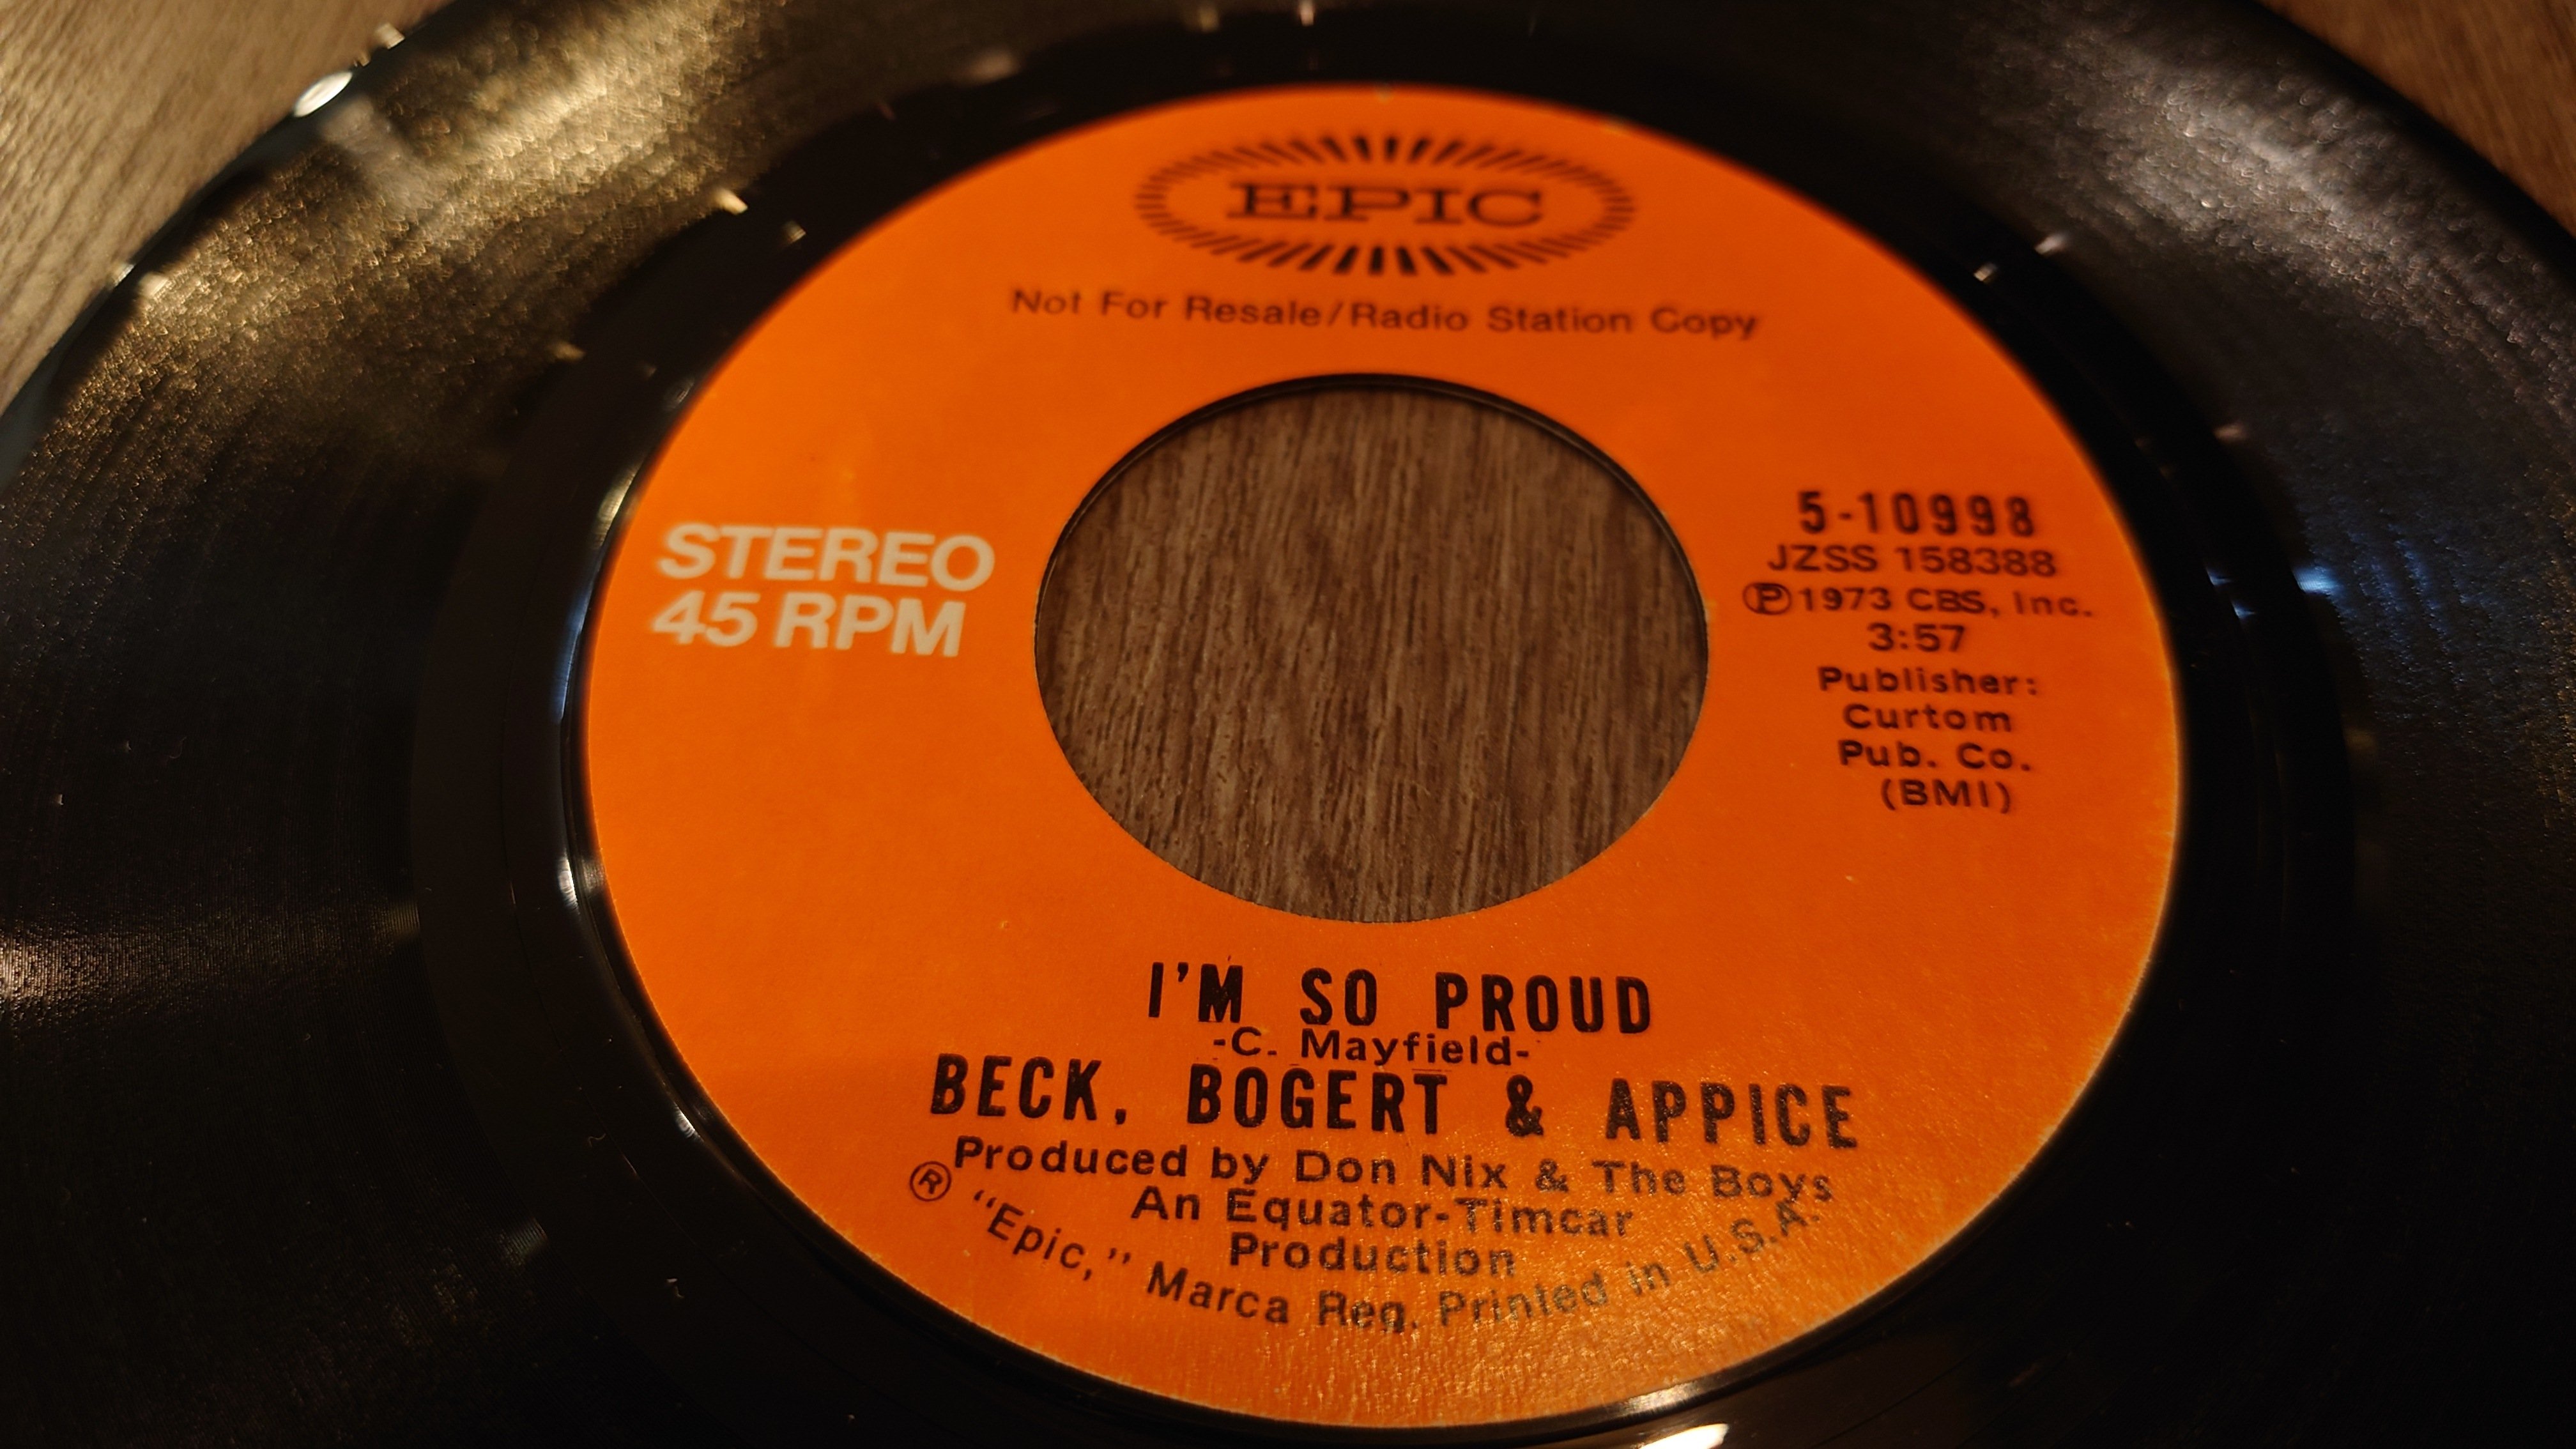 EPIC
Not For Resale/Radio Station Copy
STEREO
45 RPM
5-10998
JZSS 158388
Ⓟ1973 CBS, Inc.
3:57
Publisher:
Curtom
Pub. Co.
(BMI)
I'M SO PROUD
-C. Mayfield-
BECK, BOGERT & APPICE
Produced by Don Nix & The Boys
An Equator-Timcar
Production
® “Epic,” Marca Reg. Printed in U.S.A.